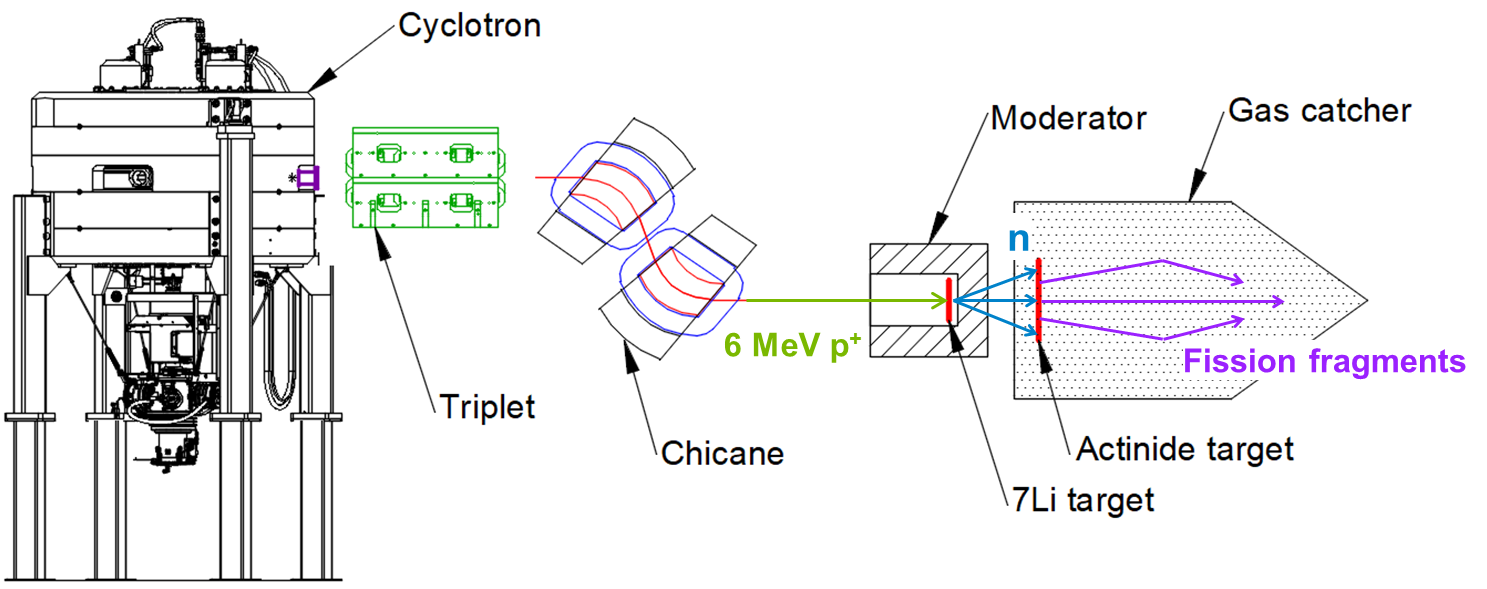 Cyclotron
Moderator
Gas catcher
n
6 MeV p⁺
Fission fragments
Triplet
Chicane
Actinide target
7Li target